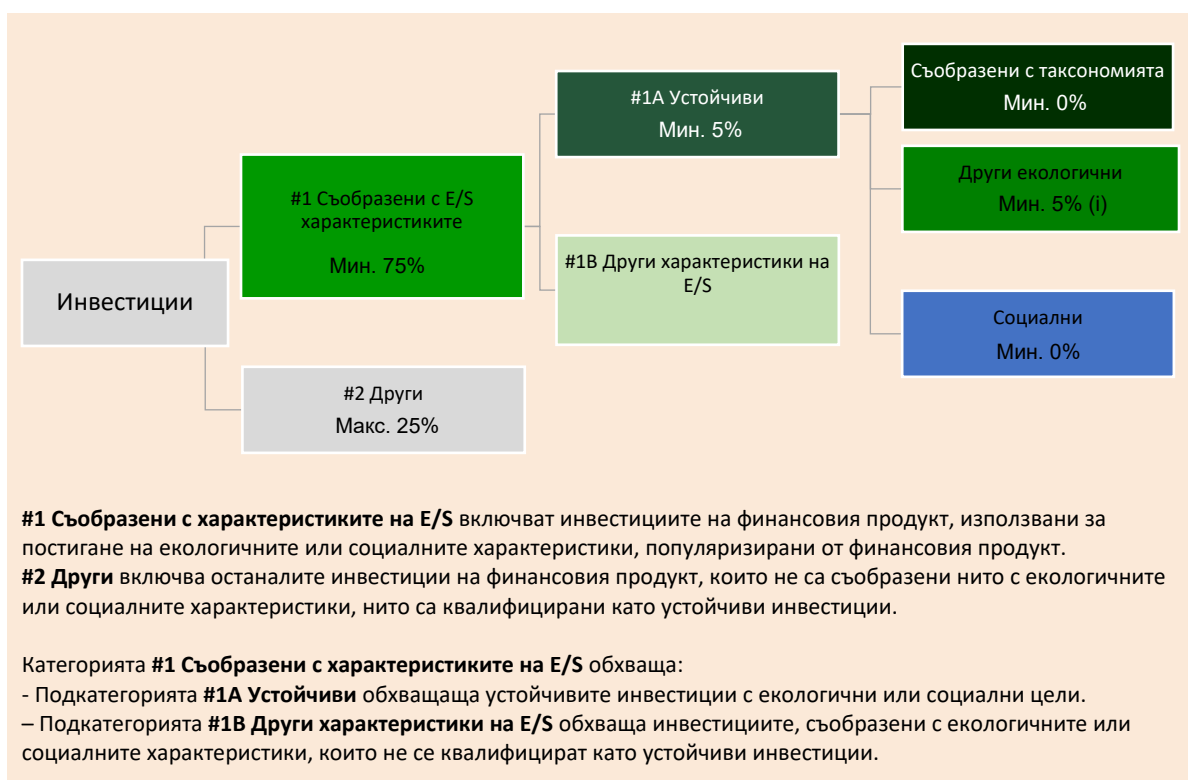 Инвестиции
#1 Съобразени с E/S
характеристиките
Мин. 75%
#2 Други
Макс. 25%
#1А Устойчиви
Мин. 5%
#1В Други характеристики на
E/S
Съобразени с таксономията
Мин. 0%
Други екологични
Мин. 5% (i)
Социални
Мин. 0%
#1 Съобразени с характеристиките на E/S включват инвестициите на финансовия продукт, използвани за
постигане на екологичните или социалните характеристики, популяризирани от финансовия продукт.
#2 Други включва останалите инвестиции на финансовия продукт, които не са съобразени нито с екологичните
или социалните характеристики, нито са квалифицирани като устойчиви инвестиции.
Категорията #1 Съобразени с характеристиките на E/S обхваща:
- Подкатегорията #1А Устойчиви обхващаща устойчивите инвестиции с екологични или социални цели.
– Подкатегорията #1В Други характеристики на E/S обхваща инвестициите, съобразени с екологичните или
социалните характеристики, които не се квалифицират като устойчиви инвестиции.